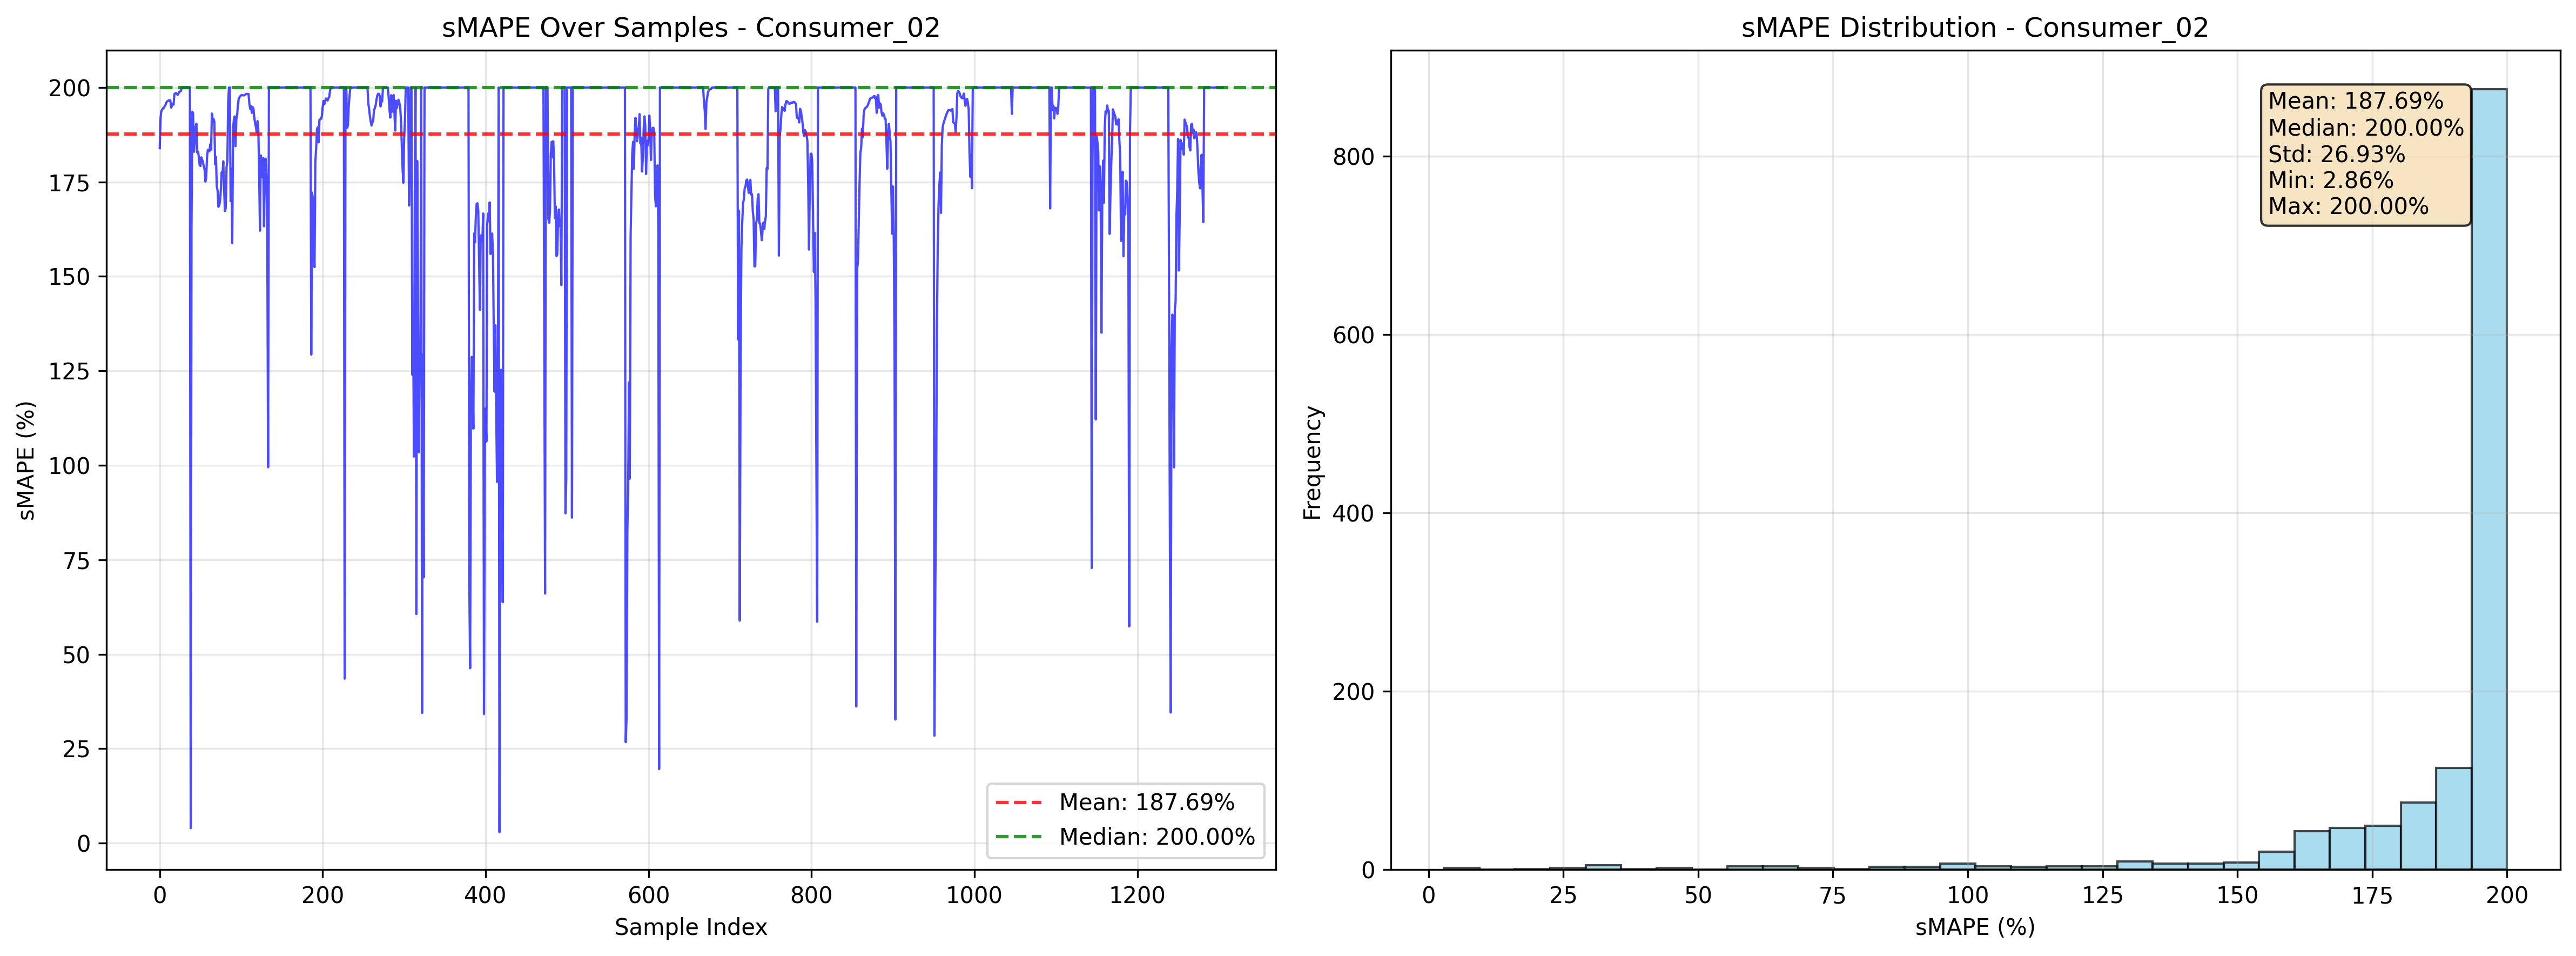 sMAPE Over Samples - Consumer_02
200
175
150
125
100
75
50
25
0
sMAPE (%)
0
200
400
600
800
1000
1200
Sample Index
Mean: 187.69%
Median: 200.00%
sMAPE Distribution - Consumer_02
Mean: 187.69%
Median: 200.00%
Std: 26.93%
Min: 2.86%
Max: 200.00%
800
600
400
200
0
Frequency
0
25
50
75
100
125
150
175
200
sMAPE (%)